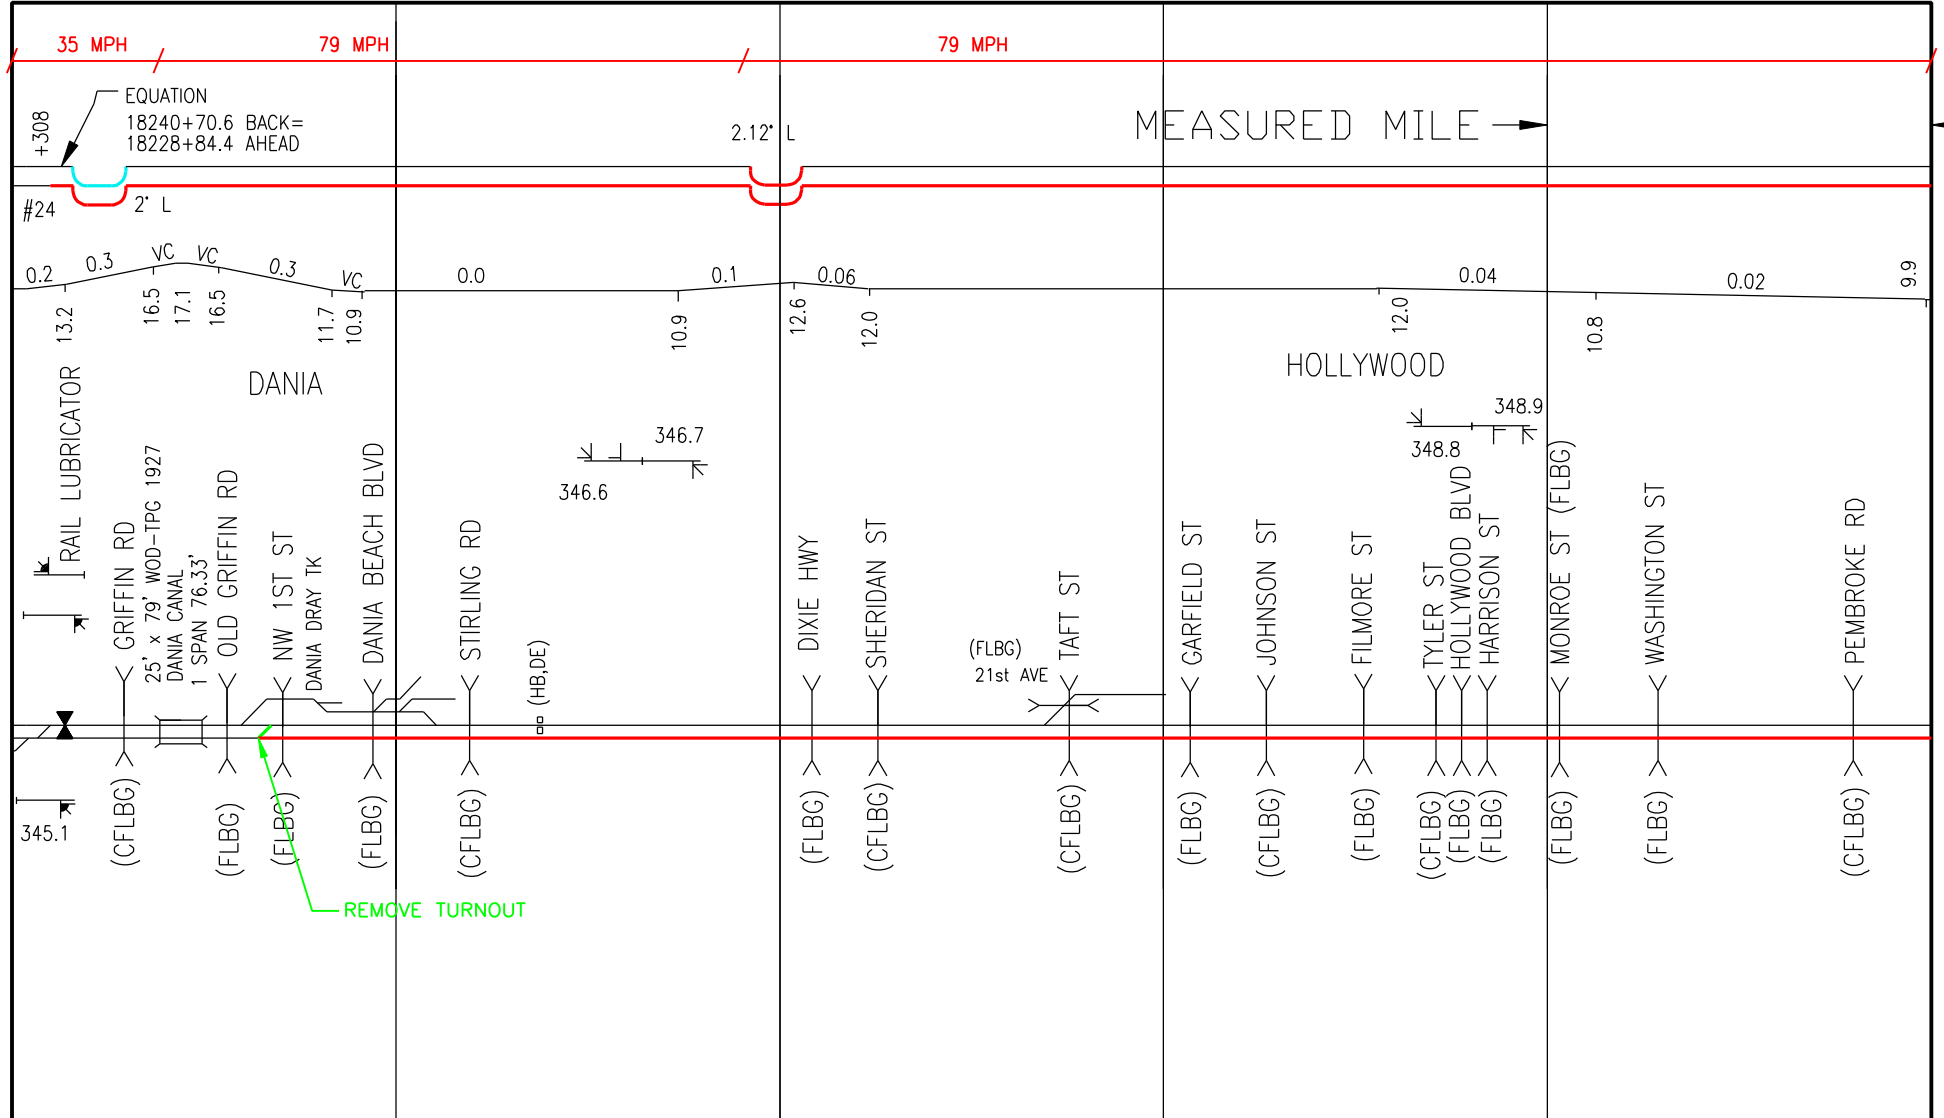 35 MPH
79 MPH
79 MPH
EQUATION
18240+70.6 BACK=
18228+84.4 AHEAD
+308
2.12° L
MEASURED MILE
#24
2° L
0.2
0.3
VC
VC
0.3
VC
0.0
0.1
0.06
0.04
0.02
9.9
13.2
16.5
17.1
16.5
11.7
10.9
10.9
12.6
12.0
12.0
10.8
DANIA
HOLLYWOOD
346.7
346.6
348.9
348.8
RAIL LUBRICATOR
GRIFFIN RD
25' x 79' WOD-TPG 1927
DANIA CANAL
1 SPAN 76.33'
OLD GRIFFIN RD
NW 1ST ST
DANIA DRAY TK
DANIA BEACH BLVD
STIRLING RD
(HB,DE)
DIXIE HWY
SHERIDAN ST
(FLBG)
21st AVE
TAFT ST
GARFIELD ST
JOHNSON ST
FILMORE ST
TYLER ST
HOLLYWOOD BLVD
HARRISON ST
MONROE ST (FLBG)
WASHINGTON ST
PEMBROKE RD
345.1
(CFLBG)
(FLBG)
(FLBG)
(FLBG)
(CFLBG)
(FLBG)
(CFLBG)
(CFLBG)
(FLBG)
(CFLBG)
(FLBG)
(CFLBG)
(FLBG)
(FLBG)
(FLBG)
(FLBG)
(CFLBG)
REMOVE TURNOUT